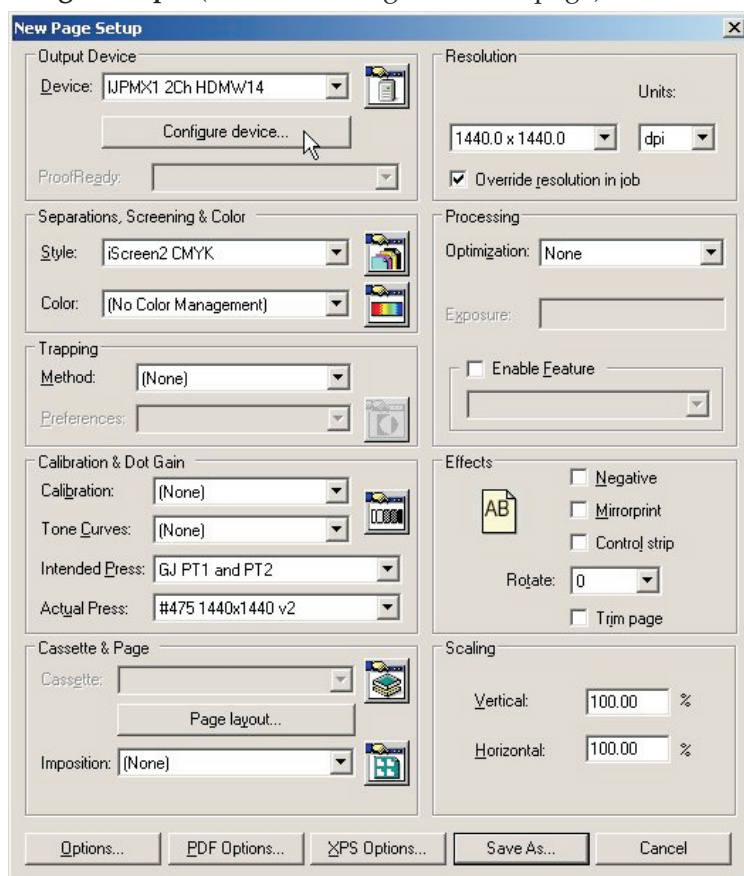 New Page Setup
Output Device
Device: IJPMX1 2Ch HDMW14
Configure device...
ProofReady:
Resolution
Units:
1440.0 x 1440.0 dpi
Override resolution in job
Separations, Screening & Color
Style: iScreen2 CMYK
Color: (No Color Management)
Processing
Optimization: None
Exposure:
Enable Feature
Trapping
Method: (None)
Preferences:
Calibration & Dot Gain
Calibration: (None)
Tone Curves: (None)
Intended Press: GJ PT1 and PT2
Actual Press: #475 1440x1440 v2
Effects
AB
Negative
Mirrorprint
Control strip
Rotate: 0
Trim page
Cassette & Page
Cassette:
Page layout...
Imposition: (None)
Scaling
Vertical: 100.00 %
Horizontal: 100.00 %
Options... PDF Options... XPS Options... Save As... Cancel